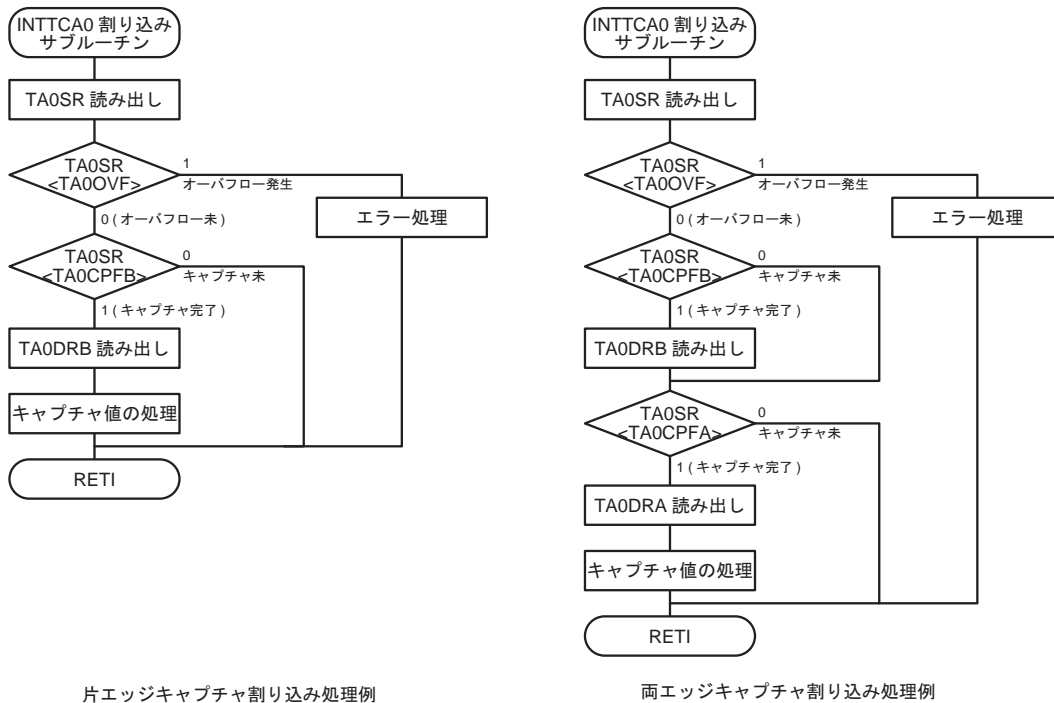 INTTCA0 割り込み
サブルーチン
TA0SR 読み出し
TA0SR
<TA0OVF>
1
オーバフロー発生
0 ( オーバフロー未 )
エラー処理
TA0SR
<TA0CPFB>
0
キャプチャ未
1 ( キャプチャ完了 )
TA0DRB 読み出し
キャプチャ値の処理
RETI
片エッジキャプチャ割り込み処理例
INTTCA0 割り込み
サブルーチン
TA0SR 読み出し
TA0SR
<TA0OVF>
1
オーバフロー発生
0 ( オーバフロー未 )
エラー処理
TA0SR
<TA0CPFB>
0
キャプチャ未
1 ( キャプチャ完了 )
TA0DRB 読み出し
TA0SR
<TA0CPFA>
0
キャプチャ未
1 ( キャプチャ完了 )
TA0DRA 読み出し
キャプチャ値の処理
RETI
両エッジキャプチャ割り込み処理例